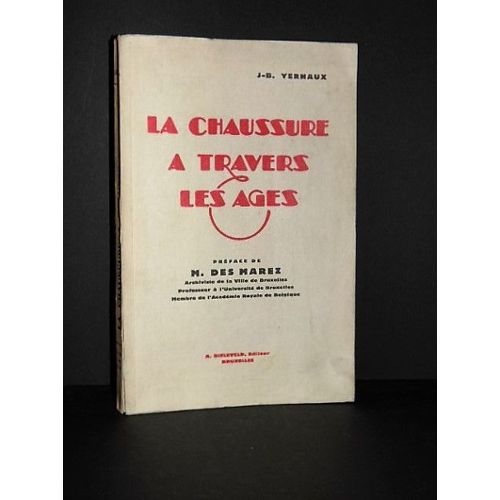 J-B. YERNAUX
LA CHAUSSURE
A TRAVERS
LES AGES
PRÉFACE DE
M. DES MAREZ
Archiviste de la Ville de Bruxelles
Professeur à l'Université de Bruxelles
Membre de l'Académie Royale de Belgique
A. BIELEVELD, Editeur
BRUXELLES